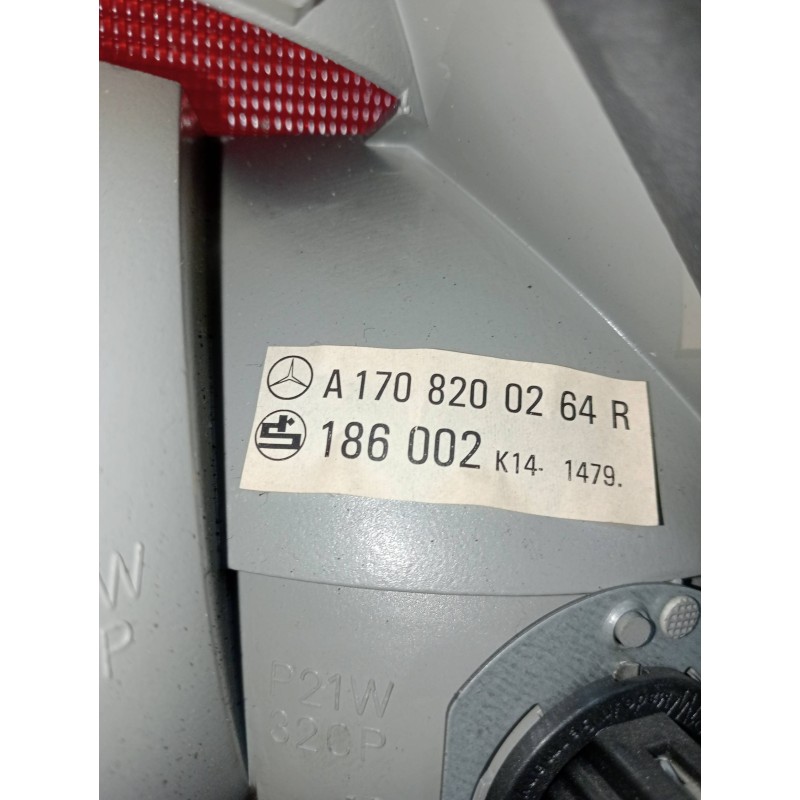 A 170 820 02 64 R
186 002 K14- 1479.
P21W
32CP
W
P